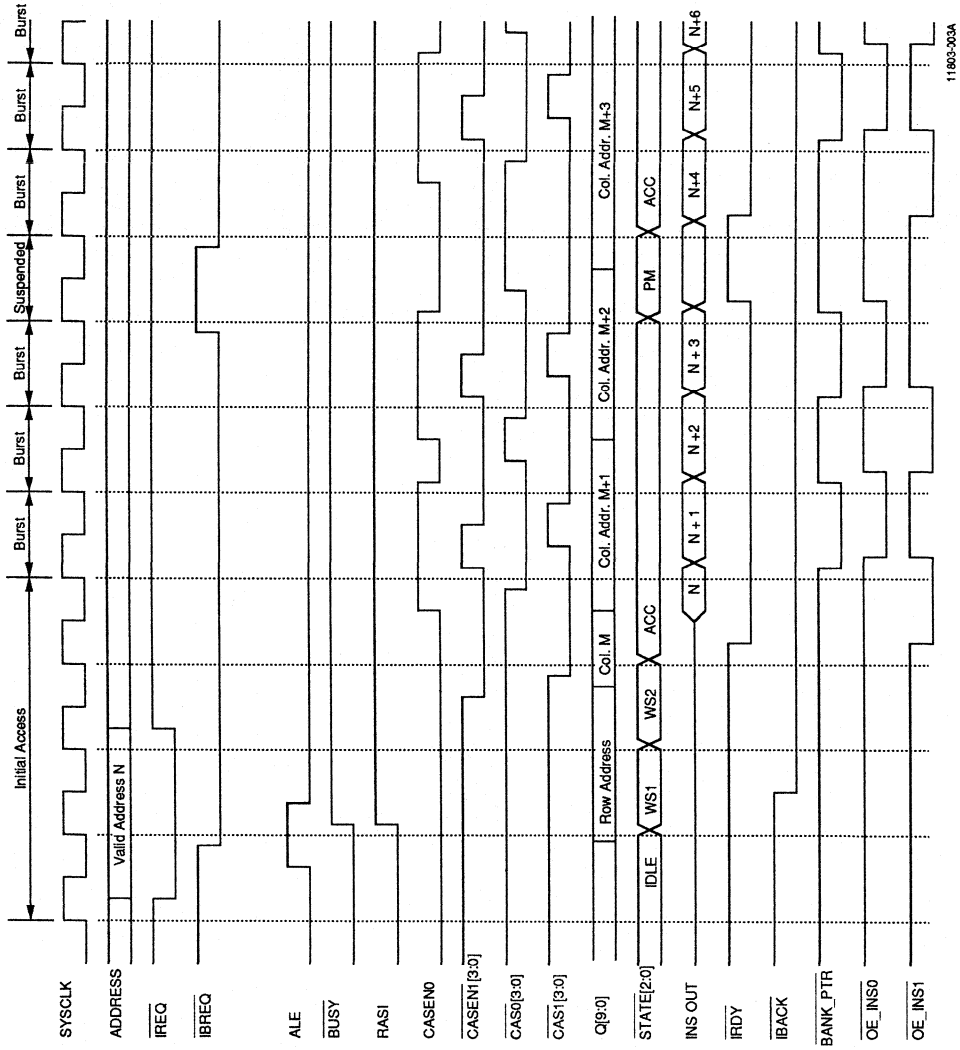 Initial Access
Burst
Burst
Burst
Suspended
Burst
Burst
Burst
SYSCLK
ADDRESS
Valid Address N
IREQ
IBREQ
ALE
BUSY
RASI
CASEN0
CASEN1[3:0]
CAS0[3:0]
CAS1[3:0]
Q[9:0]
Row Address
Col. M
Col. Addr. M+1
Col. Addr. M+2
Col. Addr. M+3
STATE[2:0]
IDLE
WS1
WS2
ACC
PM
ACC
INS OUT
N
N + 1
N +2
N + 3
N+4
N+5
N+6
IRDY
IBACK
BANK_PTR
OE_INS0
OE_INS1
11803-003A